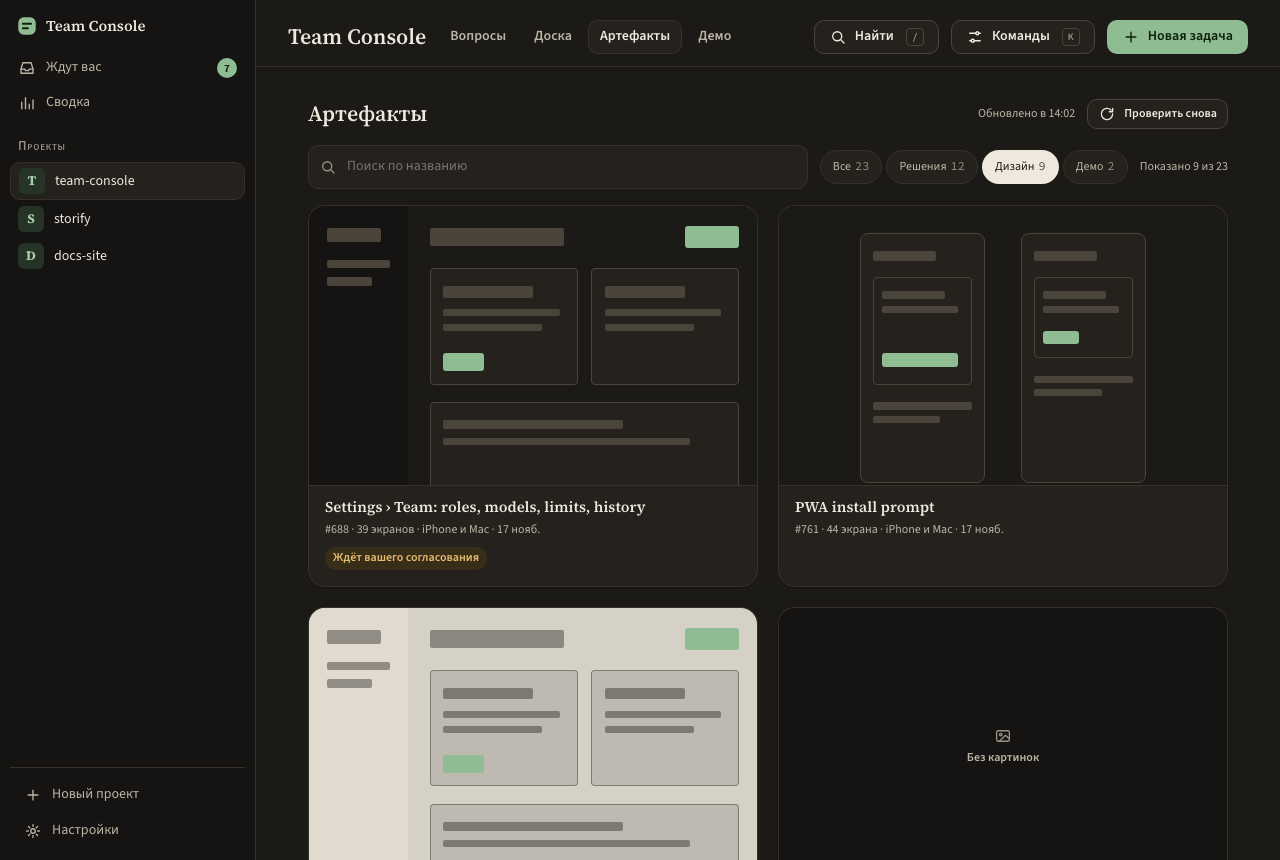 Team Console
Ждут вас
7
Сводка
Проекты
T
team-console
S
storify
D
docs-site
Новый проект
Настройки
Team Console
Вопросы
Доска
Артефакты
Демо
Найти
/
Команды
K
Новая задача
Артефакты
Обновлено в 14:02
Проверить снова
Поиск по названию
Все 23
Решения 12
Дизайн 9
Демо 2
Показано 9 из 23
Settings › Team: roles, models, limits, history
#688 · 39 экранов · iPhone и Mac · 17 нояб.
Ждёт вашего согласования
PWA install prompt
#761 · 44 экрана · iPhone и Mac · 17 нояб.
Без картинок